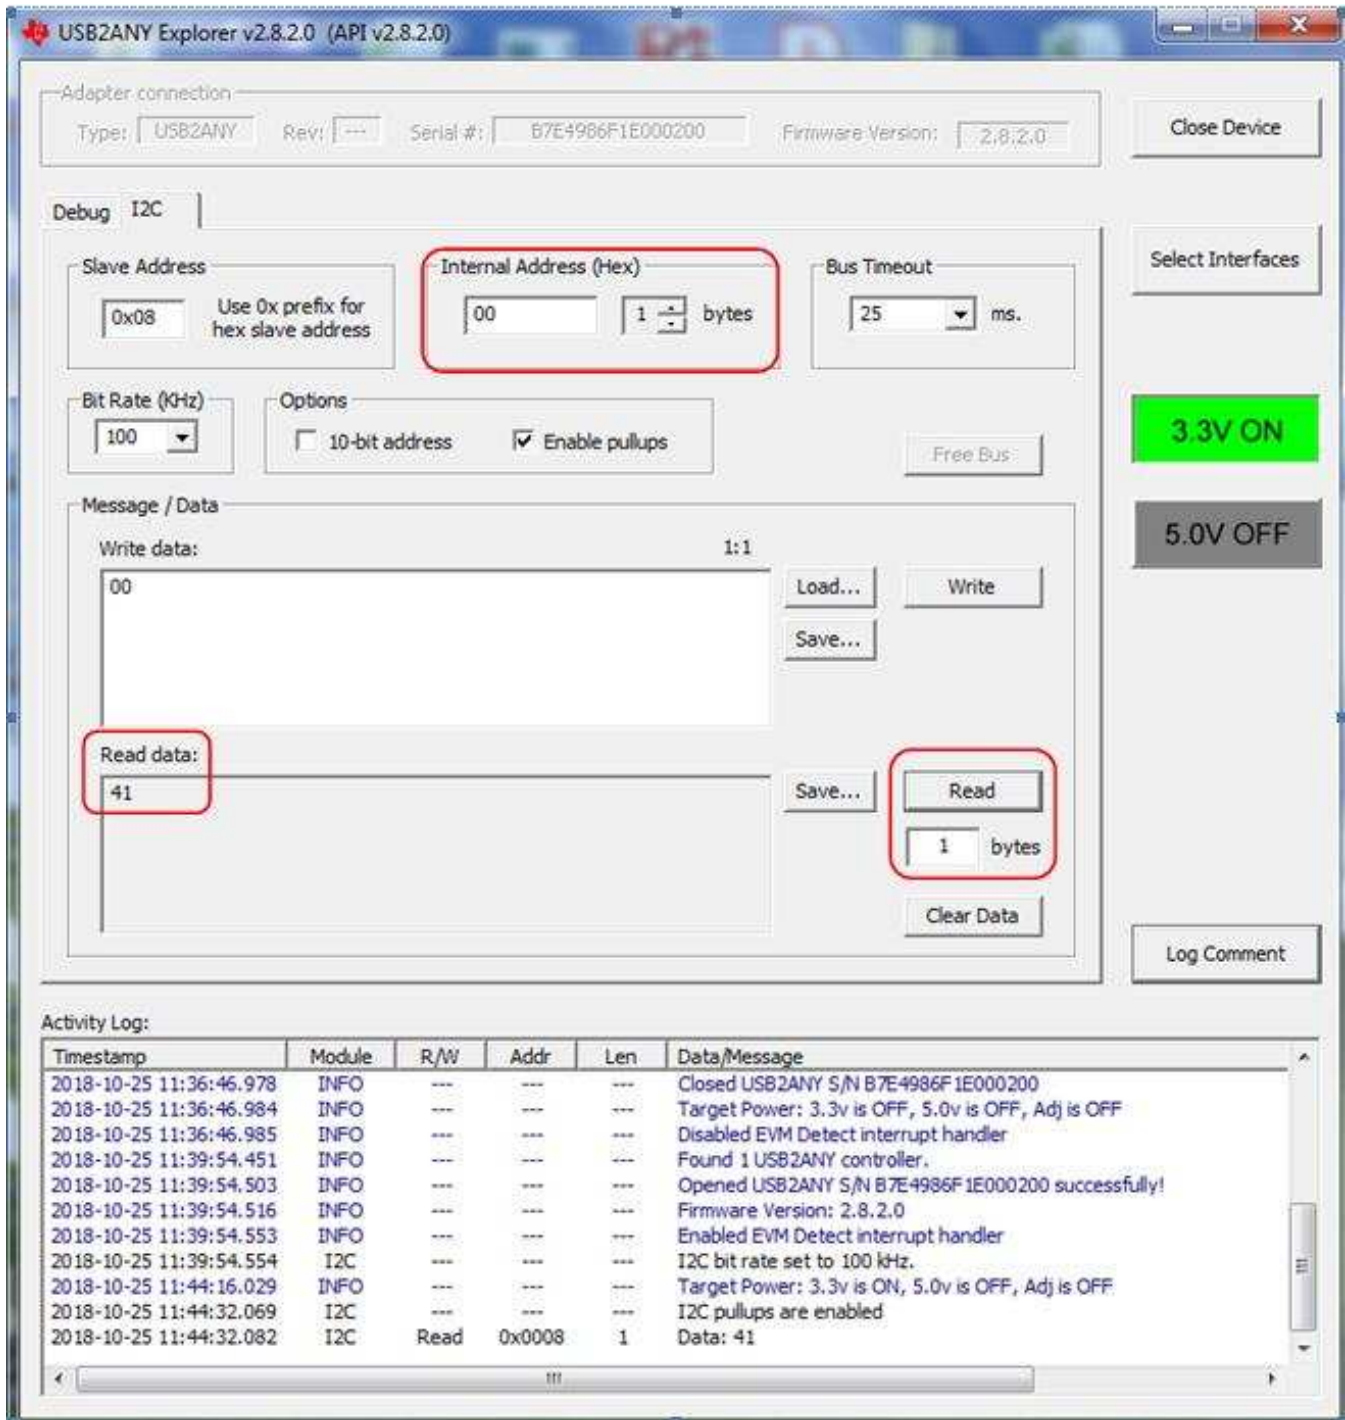 USB2ANY Explorer v2.8.2.0 (API v2.8.2.0)
Adapter connection
Type: USB2ANY Rev: --- Serial #: B7E4986F1E000200 Firmware Version: 2.8.2.0
Close Device
Debug I2C
Select Interfaces
Slave Address
0x08
Use 0x prefix for
hex slave address
Internal Address (Hex)
00 1 bytes
Bus Timeout
25 ms.
Bit Rate (KHz)
100
Options
10-bit address Enable pullups
Free Bus
3.3V ON
5.0V OFF
Message / Data
Write data: 1:1
00
Load... Write
Save...
Read data:
41
Save... Read
1 bytes
Clear Data
Log Comment
Activity Log:
Timestamp Module R/W Addr Len Data/Message
2018-10-25 11:36:46.978 INFO --- --- --- Closed USB2ANY S/N B7E4986F1E000200
2018-10-25 11:36:46.984 INFO --- --- --- Target Power: 3.3v is OFF, 5.0v is OFF, Adj is OFF
2018-10-25 11:36:46.985 INFO --- --- --- Disabled EVM Detect interrupt handler
2018-10-25 11:39:54.451 INFO --- --- --- Found 1 USB2ANY controller.
2018-10-25 11:39:54.503 INFO --- --- --- Opened USB2ANY S/N B7E4986F1E000200 successfully!
2018-10-25 11:39:54.516 INFO --- --- --- Firmware Version: 2.8.2.0
2018-10-25 11:39:54.553 INFO --- --- --- Enabled EVM Detect interrupt handler
2018-10-25 11:39:54.554 I2C --- --- --- I2C bit rate set to 100 kHz.
2018-10-25 11:44:16.029 INFO --- --- --- Target Power: 3.3v is ON, 5.0v is OFF, Adj is OFF
2018-10-25 11:44:32.069 I2C --- --- --- I2C pullups are enabled
2018-10-25 11:44:32.082 I2C Read 0x0008 1 Data: 41